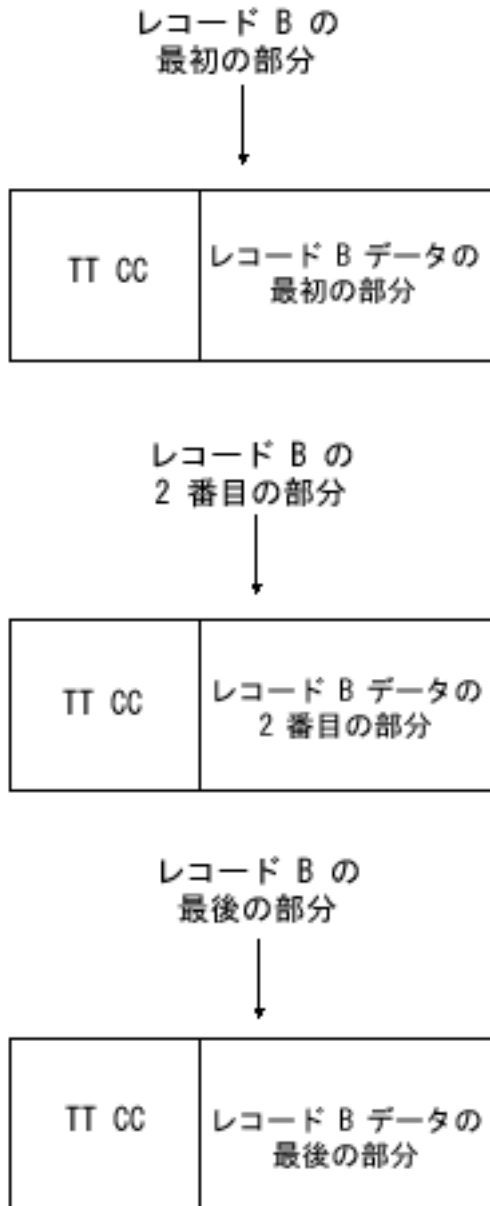 レコード B の
最初の部分
TT CC
レコード B データの
最初の部分
レコード B の
2 番目の部分
TT CC
レコード B データの
2 番目の部分
レコード B の
最後の部分
TT CC
レコード B データの
最後の部分